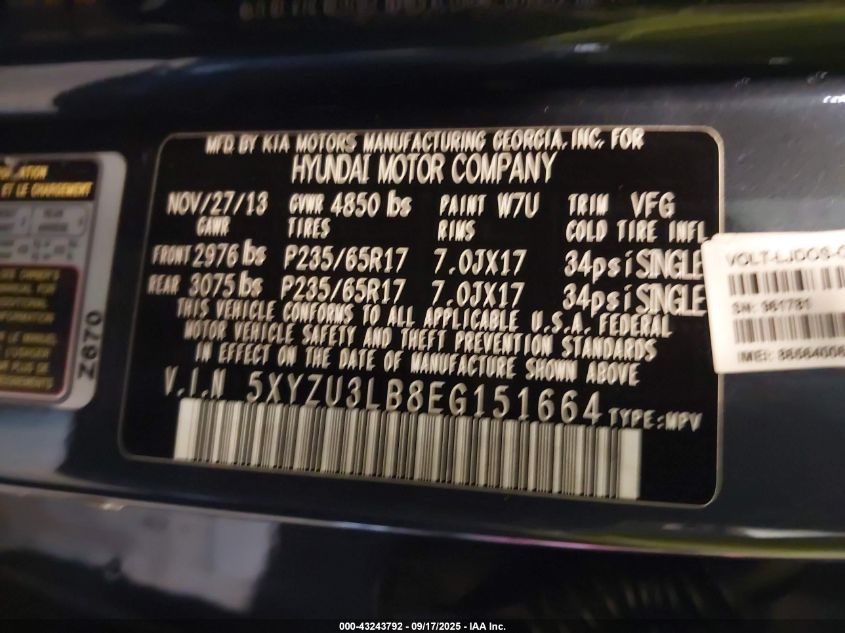 MFD. BY KIA MOTORS MANUFACTURING GEORGIA, INC. FOR
HYUNDAI MOTOR COMPANY
NOV/27/13 GVWR 4850 lbs PAINT W7U TRIM VFG
GAWR TIRES RIMS COLD TIRE INFL
FRONT 2976 lbs P235/65R17 7.0JX17 34psi SINGLE
REAR 3075 lbs P235/65R17 7.0JX17 34psi SINGLE
THIS VEHICLE CONFORMS TO ALL APPLICABLE U.S.A. FEDERAL
MOTOR VEHICLE SAFETY AND THEFT PREVENTION STANDARDS
IN EFFECT ON THE DATE OF MANUFACTURE SHOWN ABOVE
V.I.N 5XYZU3LB8EG151664 TYPE:MPV
ET LE CHARGEMENT
Z670
SN: 961781
000-43243792 - 09/17/2025 - IAA Inc.